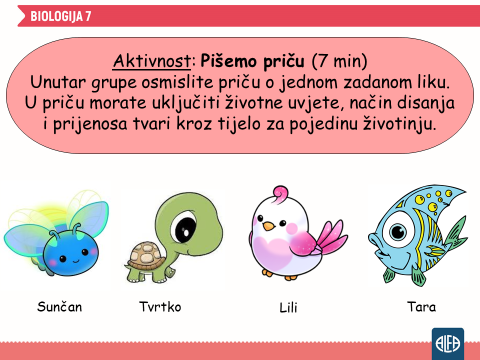 BIOLOGIJA 7
Aktivnost: Pišemo priču (7 min)
Unutar grupe osmislite priču o jednom zadanom liku.
U priču morate uključiti životne uvjete, način disanja
i prijenosa tvari kroz tijelo za pojedinu životinju.
Sunčan
Tvrtko
Lili
Tara
ALFA